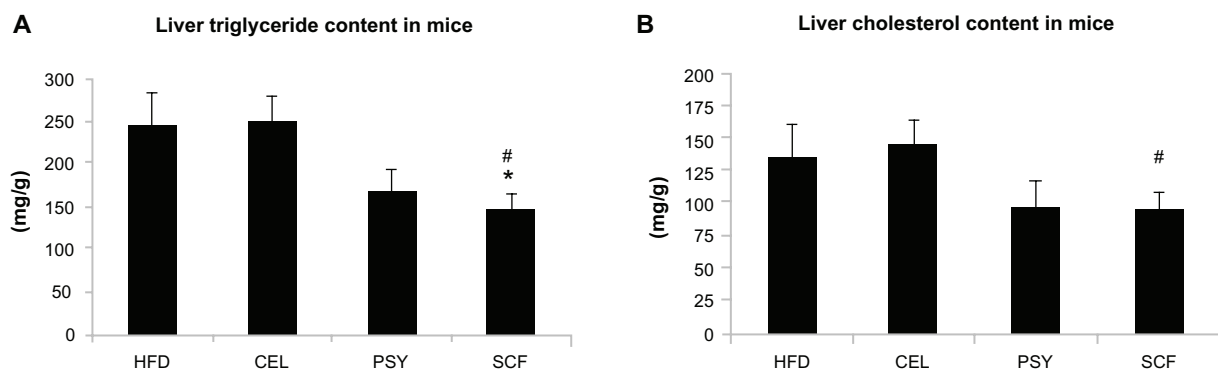 A
Liver triglyceride content in mice
(mg/g)
300
250
200
150
100
50
0
#
*
HFD CEL PSY SCF
B
Liver cholesterol content in mice
(mg/g)
200
175
150
125
100
75
50
25
0
#
HFD CEL PSY SCF